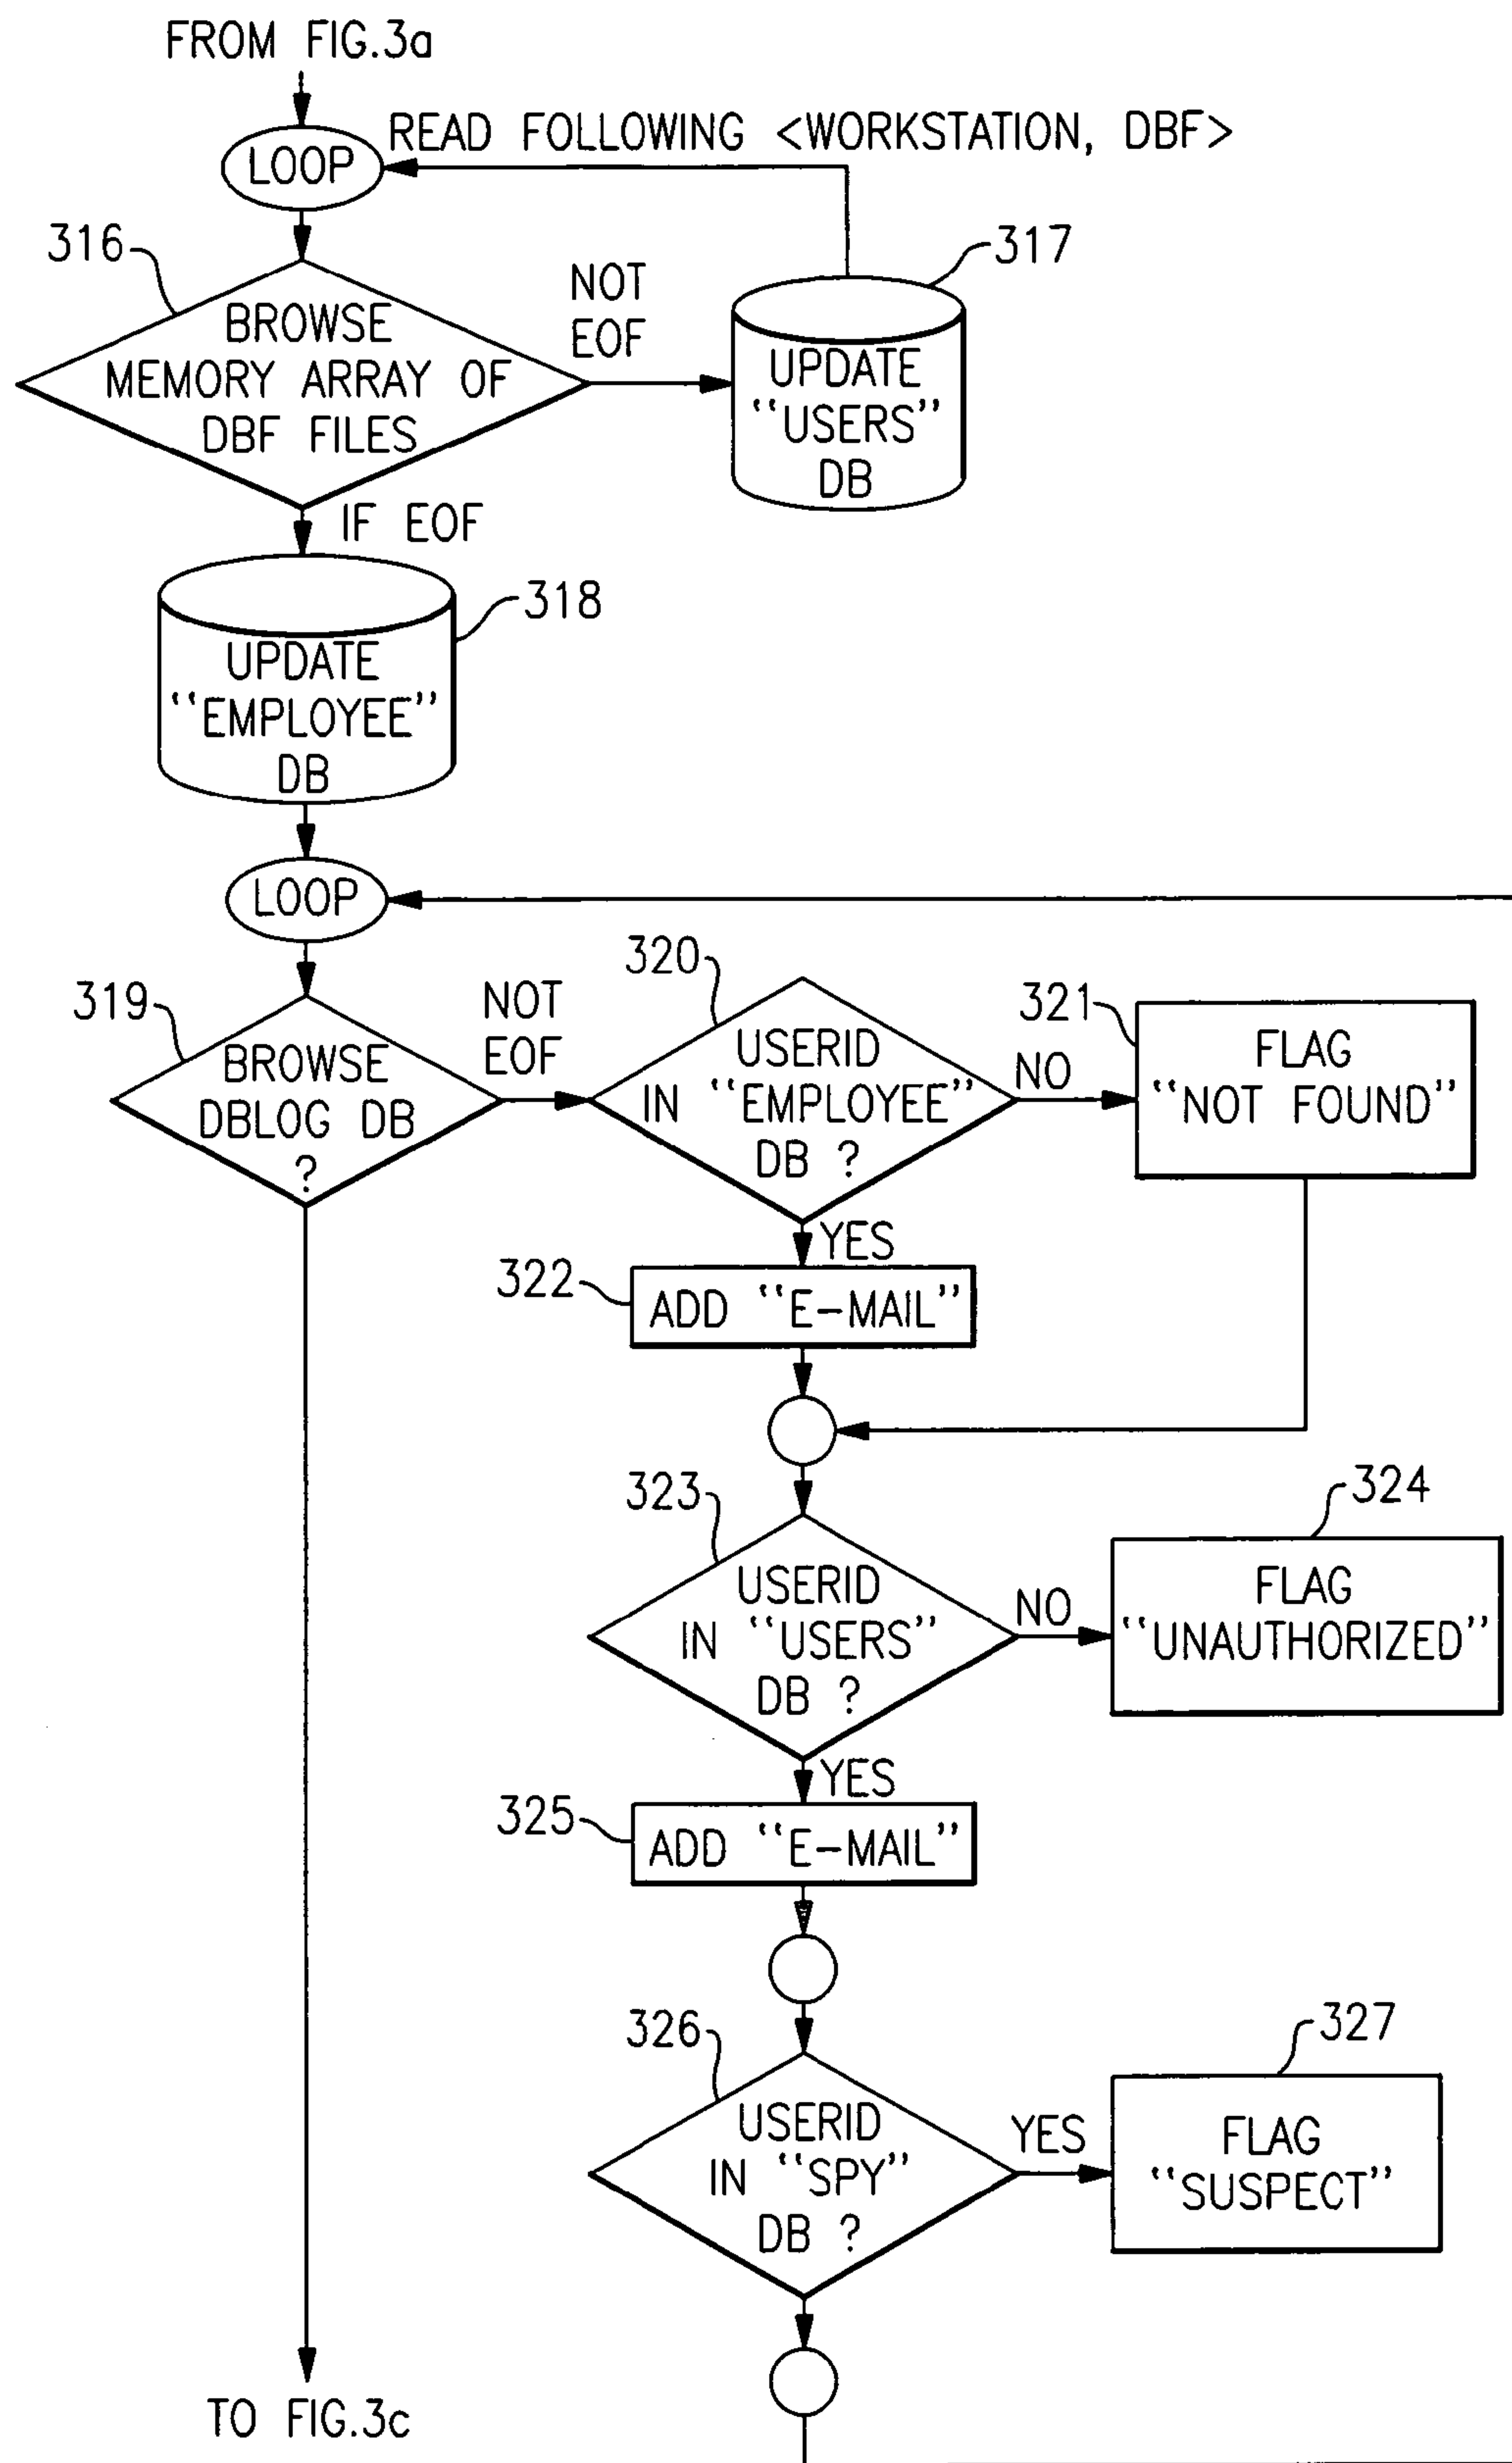 FROM FIG.3a
READ FOLLOWING <WORKSTATION, DBF>
LOOP
316
BROWSE
MEMORY ARRAY OF
DBF FILES
NOT
EOF
317
UPDATE
"USERS"
DB
IF EOF
318
UPDATE
"EMPLOYEE"
DB
LOOP
319
BROWSE
DBLOG DB
?
NOT
EOF
320
USERID
IN "EMPLOYEE"
DB ?
NO
321
FLAG
"NOT FOUND"
YES
322
ADD "E-MAIL"
323
USERID
IN "USERS"
DB ?
NO
324
FLAG
"UNAUTHORIZED"
YES
325
ADD "E-MAIL"
326
USERID
IN "SPY"
DB ?
YES
327
FLAG
"SUSPECT"
TO FIG.3c